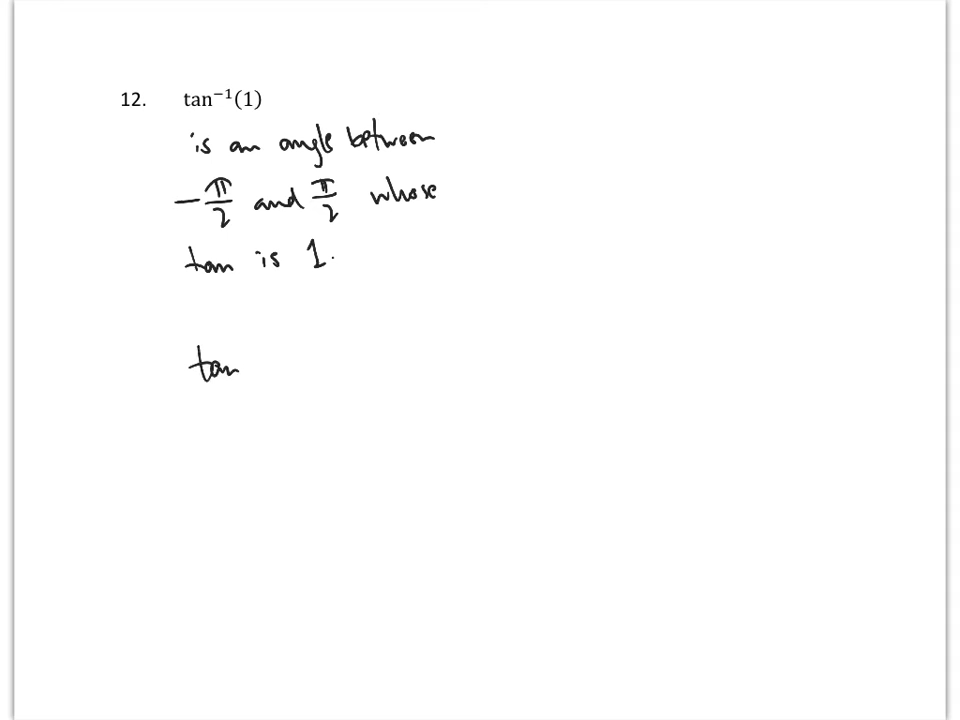 12. tan⁻¹(1)
is an angle between
-π/2 and π/2 whose
tan is 1.
tan